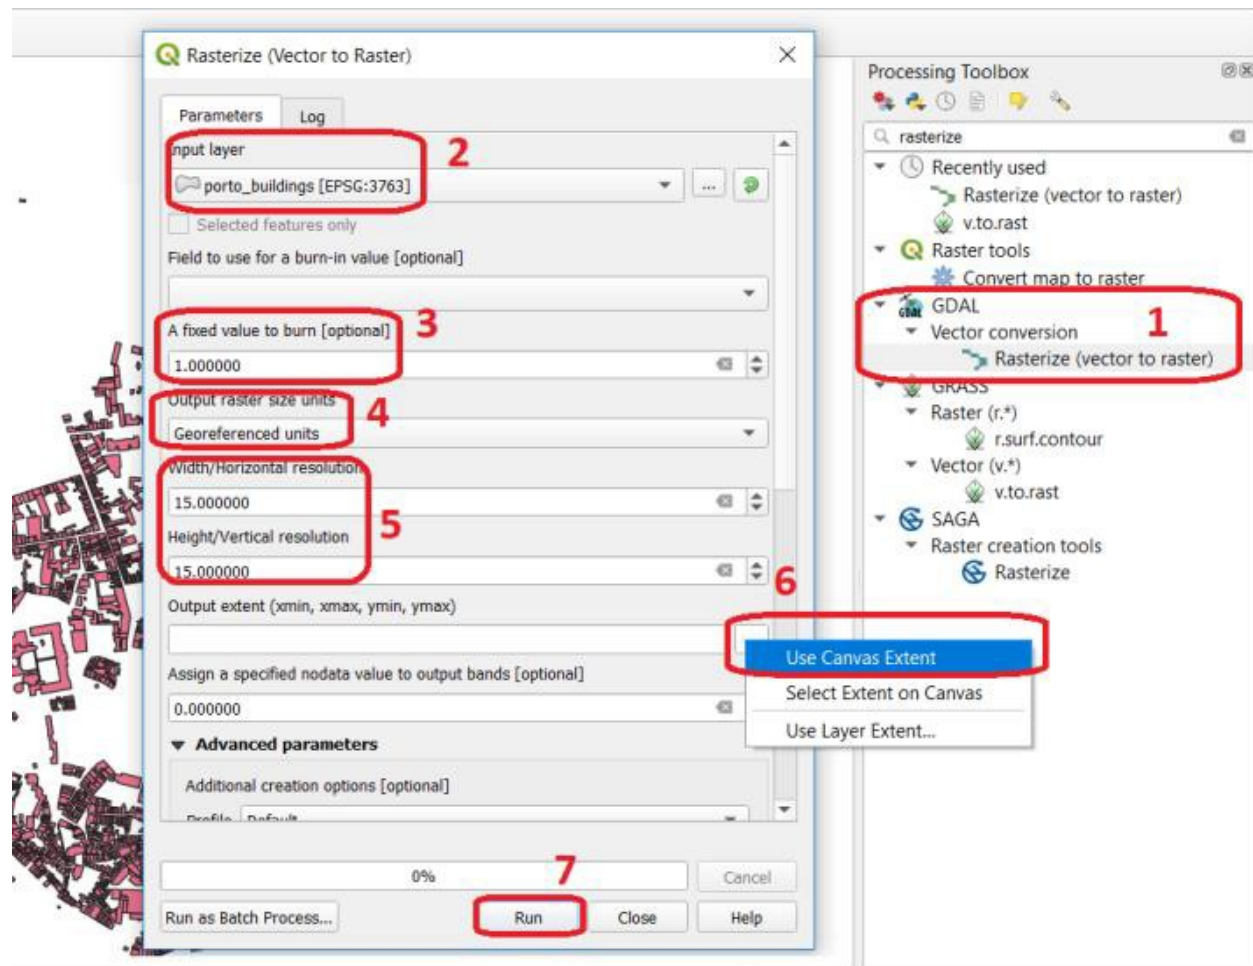 Rasterize (Vector to Raster)
Parameters
Log
Input layer
2
porto_buildings [EPSG:3763]
...
Selected features only
Field to use for a burn-in value [optional]
A fixed value to burn [optional]
3
1.000000
Output raster size units
4
Georeferenced units
Width/Horizontal resolution
15.000000
5
Height/Vertical resolution
15.000000
6
Output extent (xmin, xmax, ymin, ymax)
Use Canvas Extent
Select Extent on Canvas
Use Layer Extent...
Assign a specified nodata value to output bands [optional]
0.000000
Advanced parameters
Additional creation options [optional]
Profile Default
0%
7
Cancel
Run as Batch Process...
Run
Close
Help
Processing Toolbox
rasterize
Recently used
Rasterize (vector to raster)
v.to.rast
Raster tools
Convert map to raster
GDAL
1
Vector conversion
Rasterize (vector to raster)
GRASS
Raster (r.*)
r.surf.contour
Vector (v.*)
v.to.rast
SAGA
Raster creation tools
Rasterize